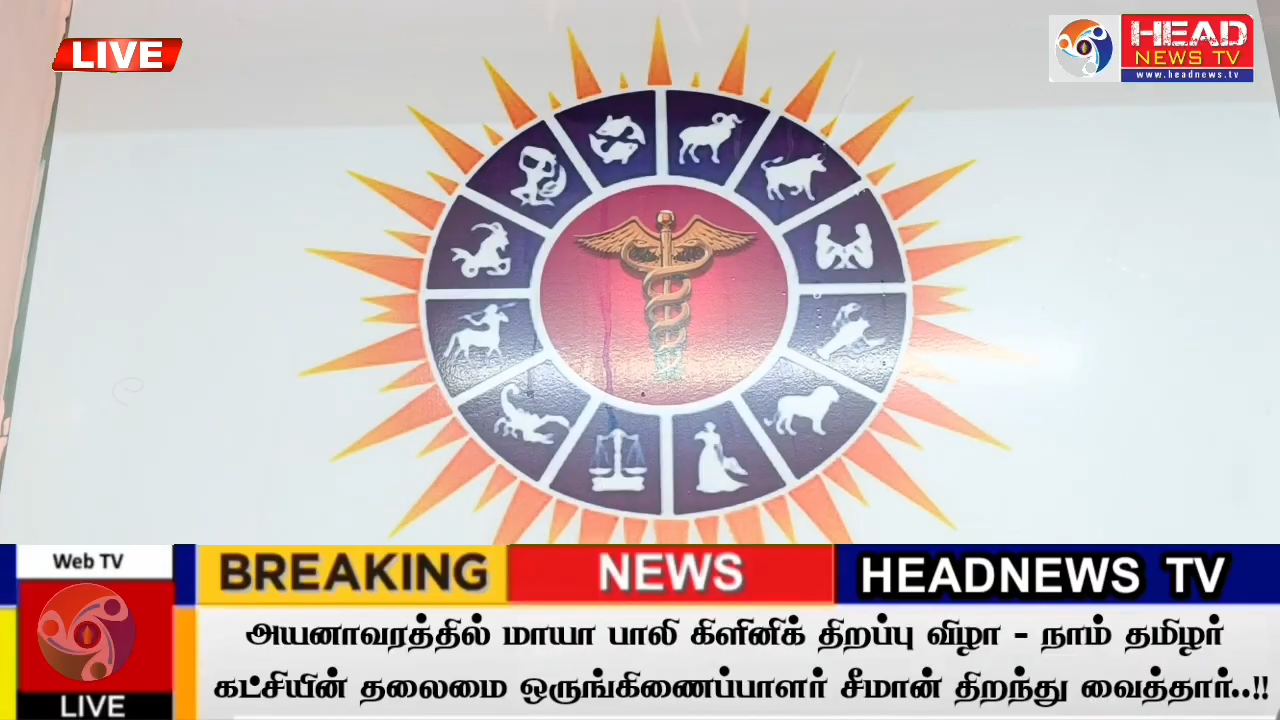 LIVE
HEAD
NEWS TV
www.headnews.tv
Web TV
BREAKING NEWS HEADNEWS TV
அயனாவரத்தில் மாயா பாலி கிளினிக் திறப்பு விழா - நாம் தமிழர்
கட்சியின் தலைமை ஒருங்கிணைப்பாளர் சீமான் திறந்து வைத்தார்..!!
LIVE